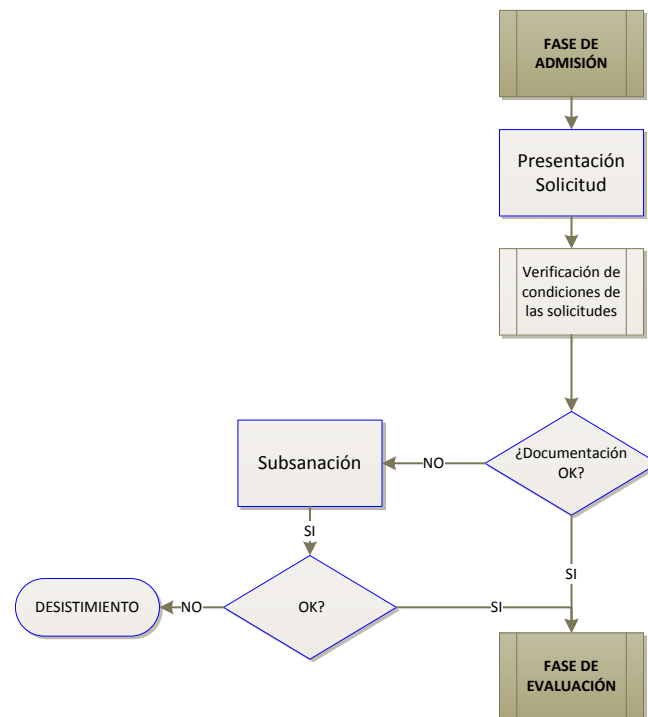 FASE DE
ADMISIÓN
Presentación
Solicitud
Verificación de
condiciones de
las solicitudes
¿Documentación
OK?
NO
Subsanación
SI
SI
OK?
NO
DESISTIMIENTO
SI
FASE DE
EVALUACIÓN